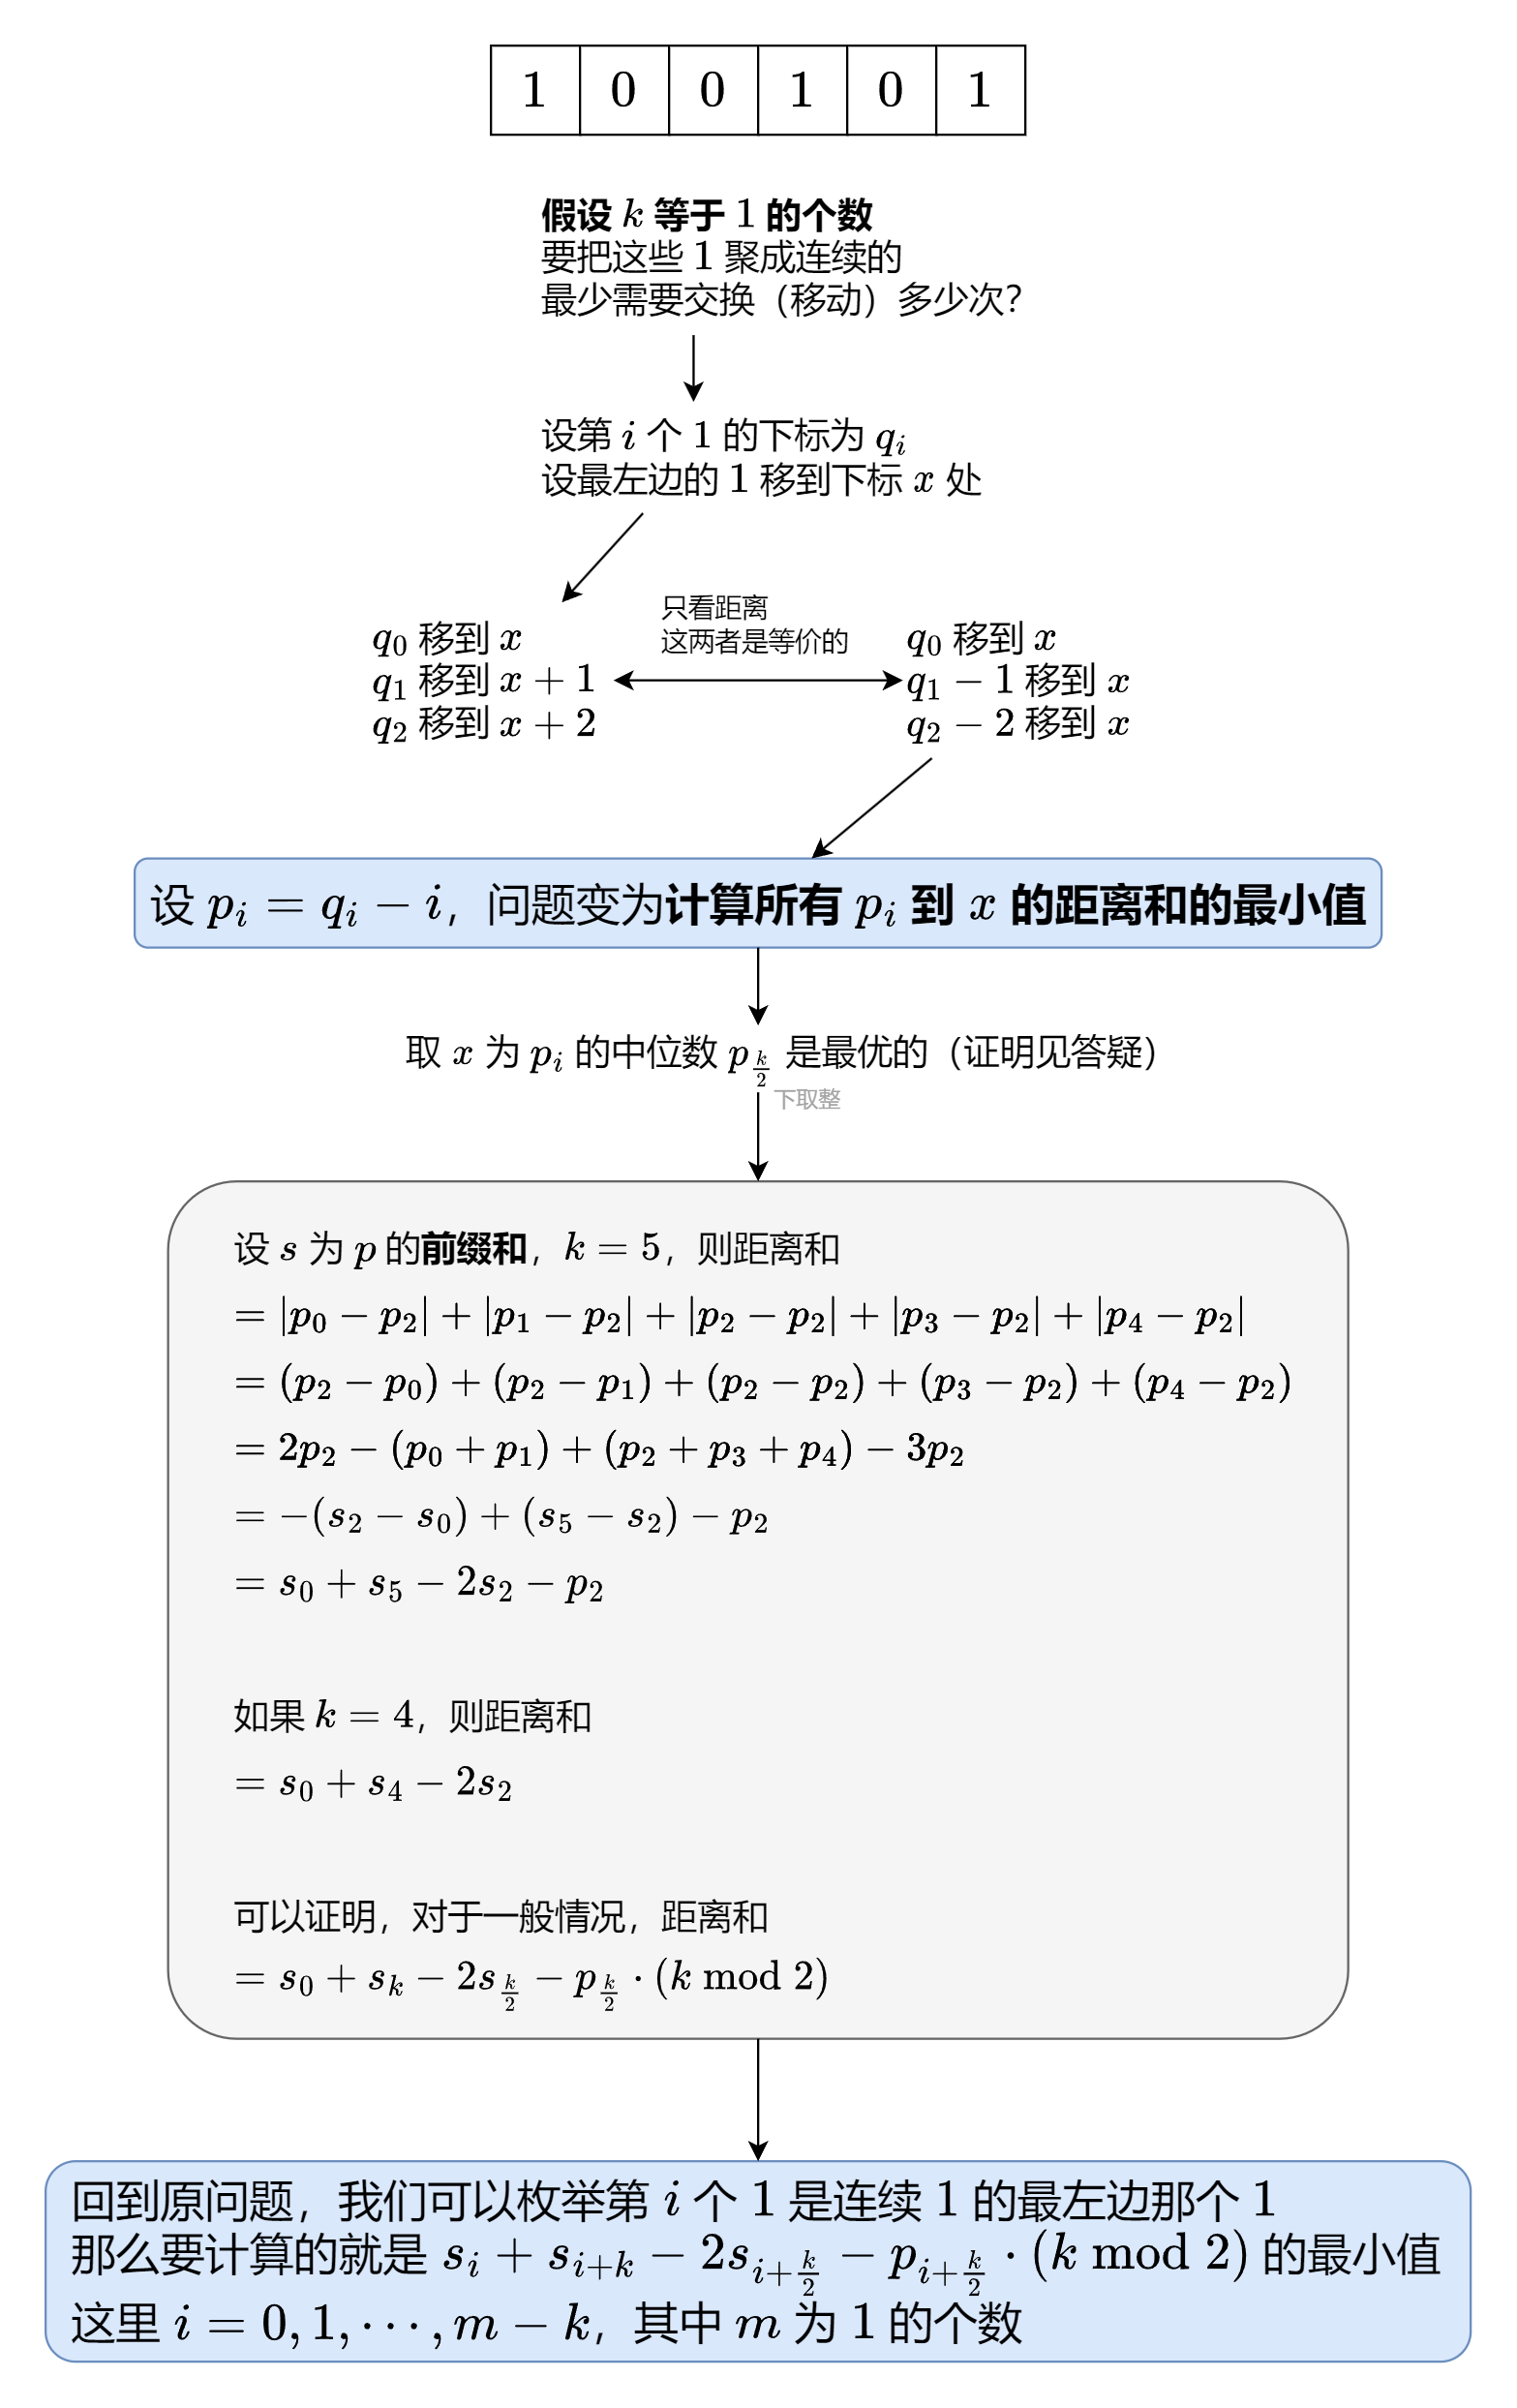 1 0 0 1 0 1
假设 k 等于 1 的个数
要把这些 1 聚成连续的
最少需要交换（移动）多少次？
设第 i 个 1 的下标为 q_i
设最左边的 1 移到下标 x 处
q_0 移到 x
q_1 移到 x + 1
q_2 移到 x + 2
只看距离
这两者是等价的
q_0 移到 x
q_1 − 1 移到 x
q_2 − 2 移到 x
设 p_i = q_i − i，问题变为计算所有 p_i 到 x 的距离和的最小值
取 x 为 p_i 的中位数 p_{k/2} 是最优的（证明见答疑）
下取整
设 s 为 p 的前缀和，k = 5，则距离和
= |p_0 − p_2| + |p_1 − p_2| + |p_2 − p_2| + |p_3 − p_2| + |p_4 − p_2|
= (p_2 − p_0) + (p_2 − p_1) + (p_2 − p_2) + (p_3 − p_2) + (p_4 − p_2)
= 2p_2 − (p_0 + p_1) + (p_2 + p_3 + p_4) − 3p_2
= −(s_2 − s_0) + (s_5 − s_2) − p_2
= s_0 + s_5 − 2s_2 − p_2
如果 k = 4，则距离和
= s_0 + s_4 − 2s_2
可以证明，对于一般情况，距离和
= s_0 + s_k − 2s_{k/2} − p_{k/2} · (k mod 2)
回到原问题，我们可以枚举第 i 个 1 是连续 1 的最左边那个 1
那么要计算的就是 s_i + s_{i+k} − 2s_{i+k/2} − p_{i+k/2} · (k mod 2) 的最小值
这里 i = 0, 1, ⋯ , m − k，其中 m 为 1 的个数